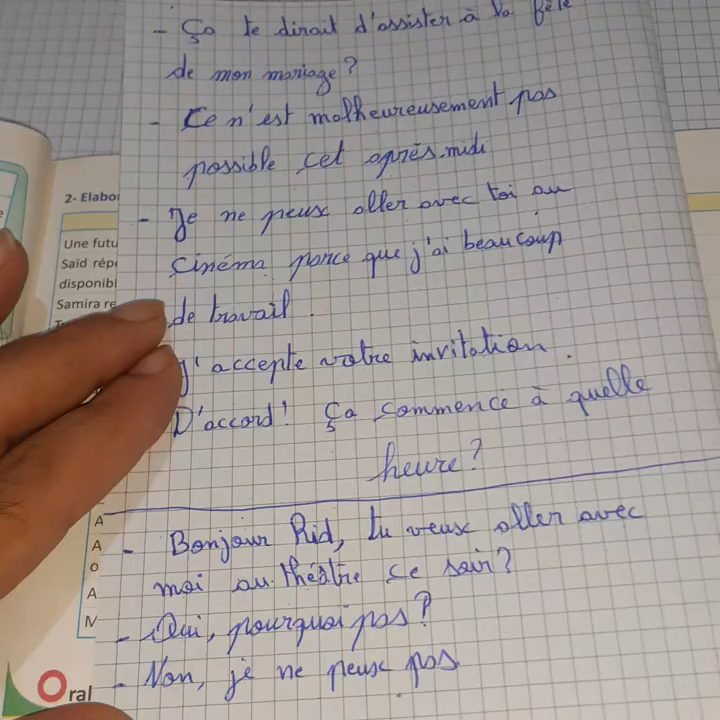 - Ça te dirait d'assister à la fête
de mon mariage?
- Ce n'est malheureusement pas
possible cet après-midi
- Je ne peux aller avec toi au
cinéma parce que j'ai beaucoup
de travail.
J'accepte votre invitation.
D'accord! Ça commence à quelle
heure?
- Bonjour Rid, tu veux aller avec
moi au théâtre ce soir?
- Oui, pourquoi pas?
- Non, je ne peux pas.
2- Elabo
Une futu
Saïd rép
disponibl
Samira re
A
A
O
A
N
Oral